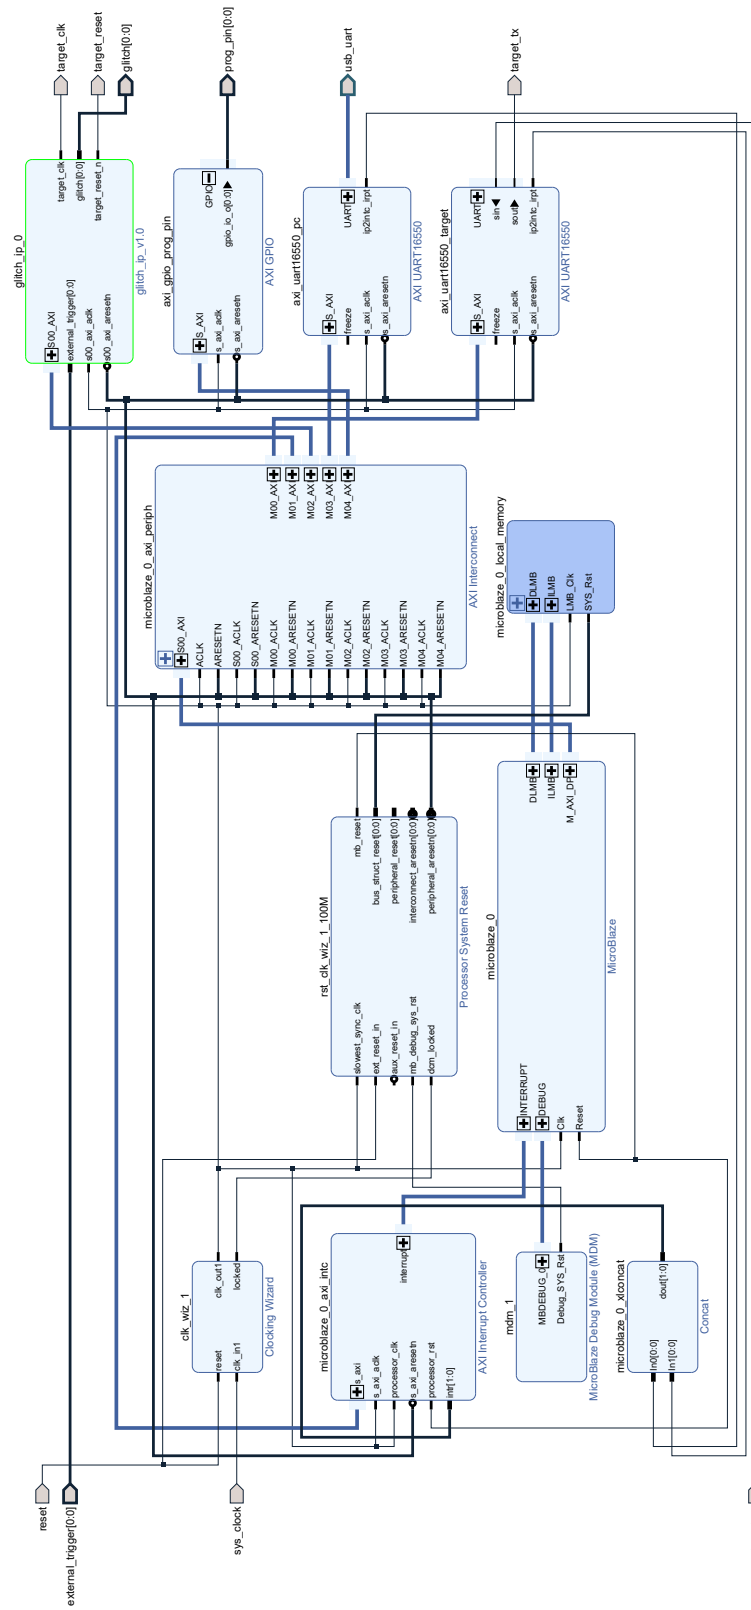 reset
external_trigger[0:0]
sys_clock
clk_wiz_1
reset
clk_in1
clk_out1
locked
Clocking Wizard
microblaze_0_axi_intc
s_axi
s_axi_aclk
processor_clk
s_axi_aresetn
processor_rst
intr[1:0]
interrupt
AXI Interrupt Controller
mdm_1
MBDEBUG_0
Debug_SYS_Rst
MicroBlaze Debug Module (MDM)
microblaze_0_xlconcat
In0[0:0]
In1[0:0]
dout[1:0]
Concat
rst_clk_wiz_1_100M
slowest_sync_clk
ext_reset_in
aux_reset_in
mb_debug_sys_rst
dcm_locked
mb_reset
bus_struct_reset[0:0]
peripheral_reset[0:0]
interconnect_aresetn[0:0]
peripheral_aresetn[0:0]
Processor System Reset
microblaze_0
INTERRUPT
DEBUG
Clk
Reset
DLMB
ILMB
M_AXI_DP
MicroBlaze
microblaze_0_axi_periph
S00_AXI
ACLK
ARESETN
S00_ACLK
S00_ARESETN
M00_ACLK
M00_ARESETN
M01_ACLK
M01_ARESETN
M02_ACLK
M02_ARESETN
M03_ACLK
M03_ARESETN
M04_ACLK
M04_ARESETN
M00_AXI
M01_AXI
M02_AXI
M03_AXI
M04_AXI
AXI Interconnect
microblaze_0_local_memory
DLMB
ILMB
LMB_Clk
SYS_Rst
glitch_ip_0
S00_AXI
external_trigger[0:0]
s00_axi_aclk
s00_axi_aresetn
target_clk
glitch[0:0]
target_reset_n
glitch_ip_v1.0
axi_gpio_prog_pin
S_AXI
s_axi_aclk
s_axi_aresetn
GPIO
gpio_io_o[0:0]
AXI GPIO
axi_uart16550_pc
S_AXI
freeze
s_axi_aclk
s_axi_aresetn
UART
ip2intc_irpt
AXI UART16550
axi_uart16550_target
S_AXI
freeze
s_axi_aclk
s_axi_aresetn
UART
sin
sout
ip2intc_irpt
AXI UART16550
target_clk
target_reset
glitch[0:0]
prog_pin[0:0]
usb_uart
target_tx